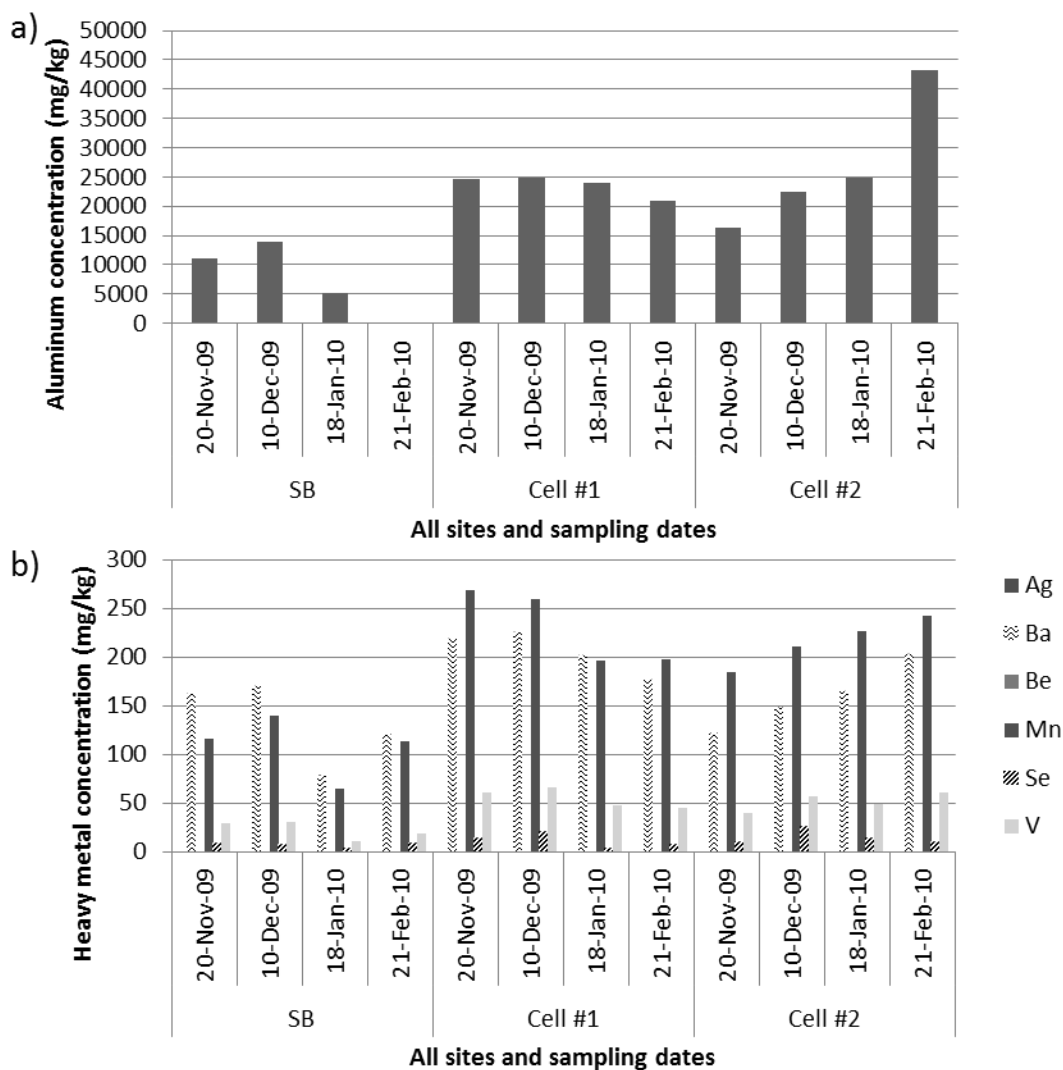 a)
Aluminum concentration (mg/kg)
50000
45000
40000
35000
30000
25000
20000
15000
10000
5000
0
20-Nov-09
10-Dec-09
18-Jan-10
21-Feb-10
20-Nov-09
10-Dec-09
18-Jan-10
21-Feb-10
20-Nov-09
10-Dec-09
18-Jan-10
21-Feb-10
SB
Cell #1
Cell #2
All sites and sampling dates
b)
Heavy metal concentration (mg/kg)
300
250
200
150
100
50
0
20-Nov-09
10-Dec-09
18-Jan-10
21-Feb-10
20-Nov-09
10-Dec-09
18-Jan-10
21-Feb-10
20-Nov-09
10-Dec-09
18-Jan-10
21-Feb-10
SB
Cell #1
Cell #2
All sites and sampling dates
Ag
Ba
Be
Mn
Se
V